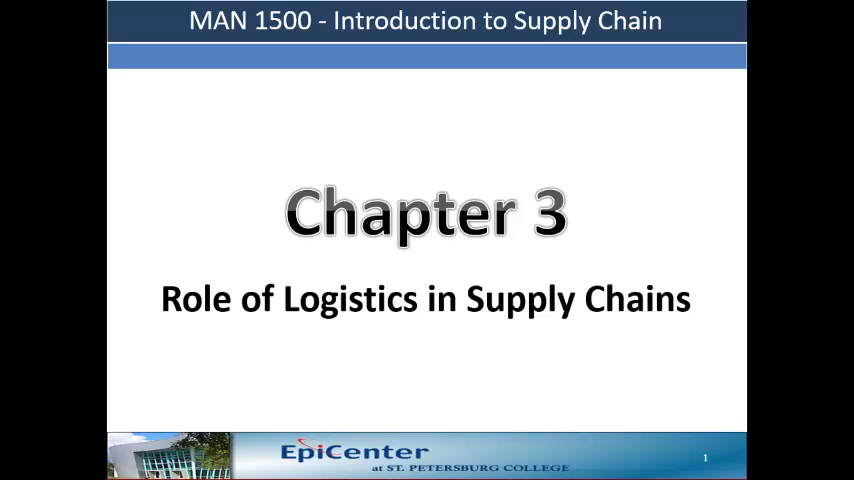 MAN 1500 - Introduction to Supply Chain
Chapter 3
Role of Logistics in Supply Chains
EpiCenter
at ST. PETERSBURG COLLEGE
1